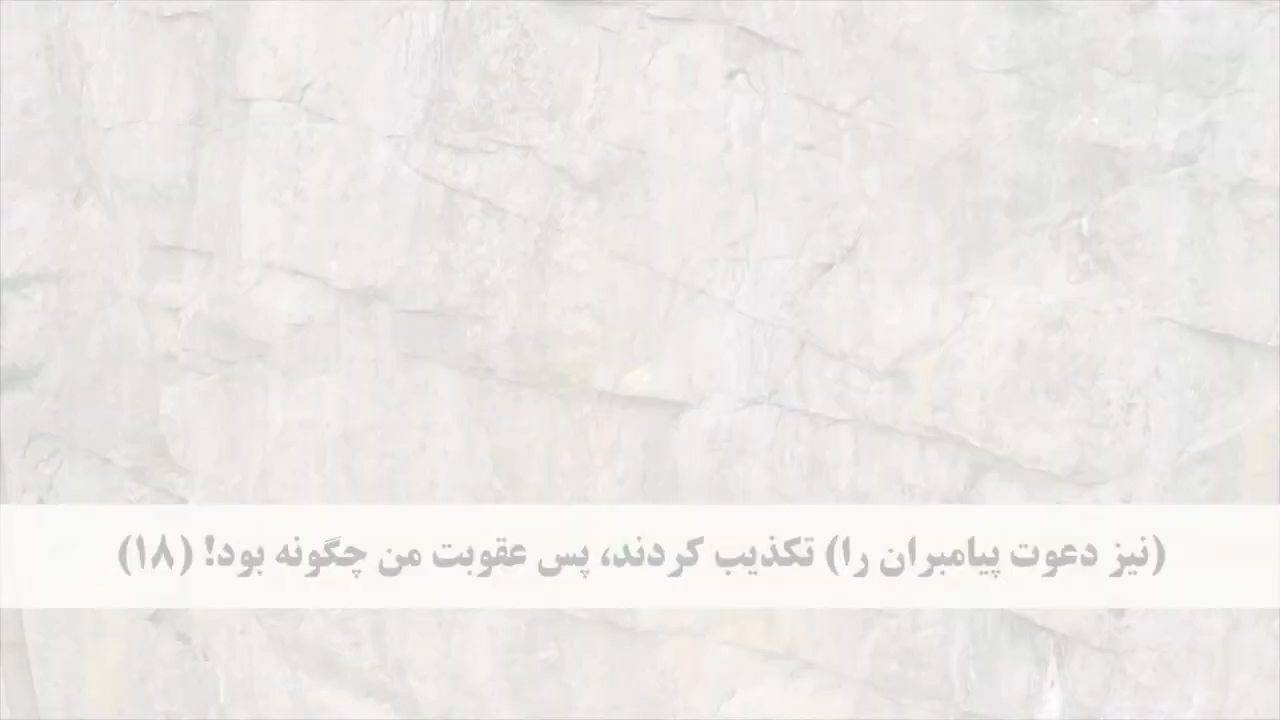 (نیز دعوت پیامبران را) تکذیب کردند، پس عقوبت من چگونه بود! (۱۸)